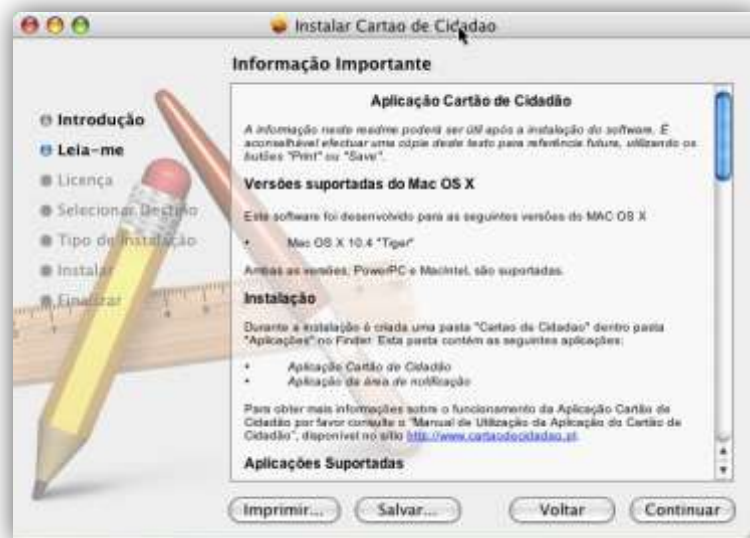 Instalar Cartao de Cidadao
Informação Importante
Introdução
Leia-me
Licença
Selecionar Destino
Tipo de Instalação
Instalar
Finalizar
Aplicação Cartão de Cidadão
A informação neste readme poderá ser útil após a instalação do software. É
aconselhável efectuar uma cópia deste texto para referência futura, utilizando os
butões "Print" ou "Save".
Versões suportadas do Mac OS X
Este software foi desenvolvido para as seguintes versões do MAC OS X
• Mac OS X 10.4 "Tiger"
Ambas as versões, PowerPC e MacIntel, são suportadas.
Instalação
Durante a instalação é criada uma pasta "Cartao de Cidadao" dentro pasta
"Aplicações" no Finder. Esta pasta contém as seguintes aplicações:
• Aplicação Cartão de Cidadão
• Aplicação da área de notificação
Para obter mais informações sobre o funcionamento da Aplicação Cartão de
Cidadão por favor consulte o "Manual de Utilização da Aplicação do Cartão de
Cidadão", disponível no sítio http://www.cartaodecidadao.pt.
Aplicações Suportadas
Imprimir... Salvar... Voltar Continuar